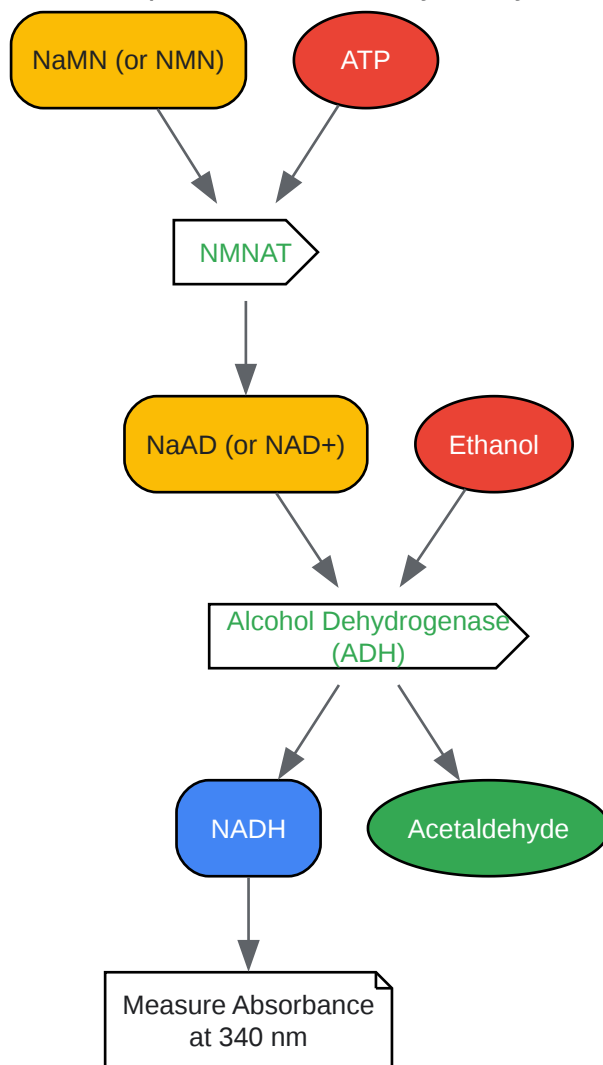 NaMN (or NMN)
ATP
NMNAT
NaAD (or NAD+)
Ethanol
Alcohol Dehydrogenase
(ADH)
NADH
Acetaldehyde
Measure Absorbance
at 340 nm